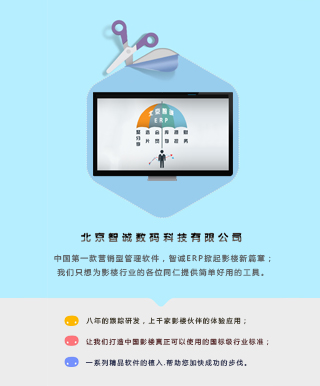 ERP
北京智诚数码科技有限公司
中国第一款营销型管理软件，智诚ERP掀起影楼新篇章；
我们只想为影楼行业的各位同仁提供简单好用的工具。
八年的跟踪研发，上千家影楼伙伴的体验应用；
让我们打造中国影楼真正可以使用的国际级行业标准；
一系列精品软件的植入，帮助您加快成功的步伐。